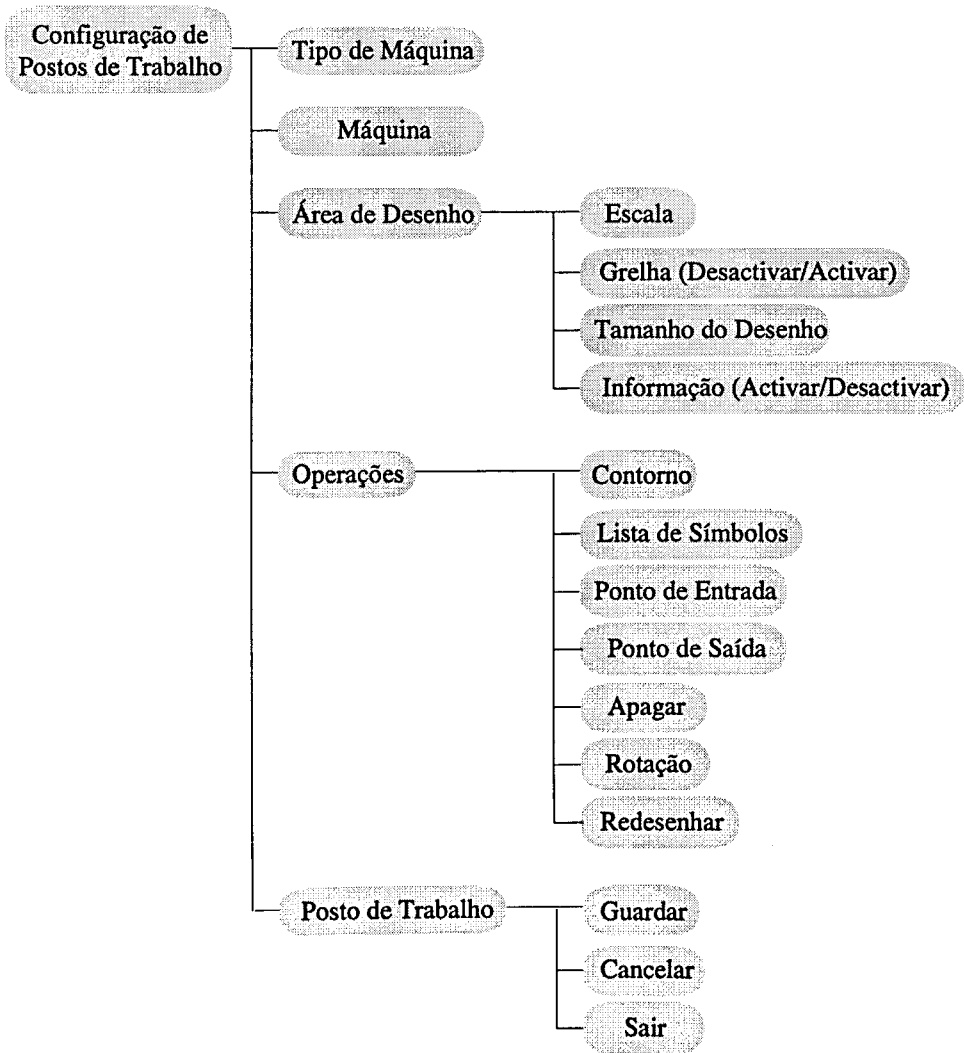 Configuração de
Postos de Trabalho
Tipo de Máquina
Máquina
Área de Desenho
Escala
Grelha (Desactivar/Activar)
Tamanho do Desenho
Informação (Activar/Desactivar)
Operações
Contorno
Lista de Símbolos
Ponto de Entrada
Ponto de Saída
Apagar
Rotação
Redesenhar
Posto de Trabalho
Guardar
Cancelar
Sair